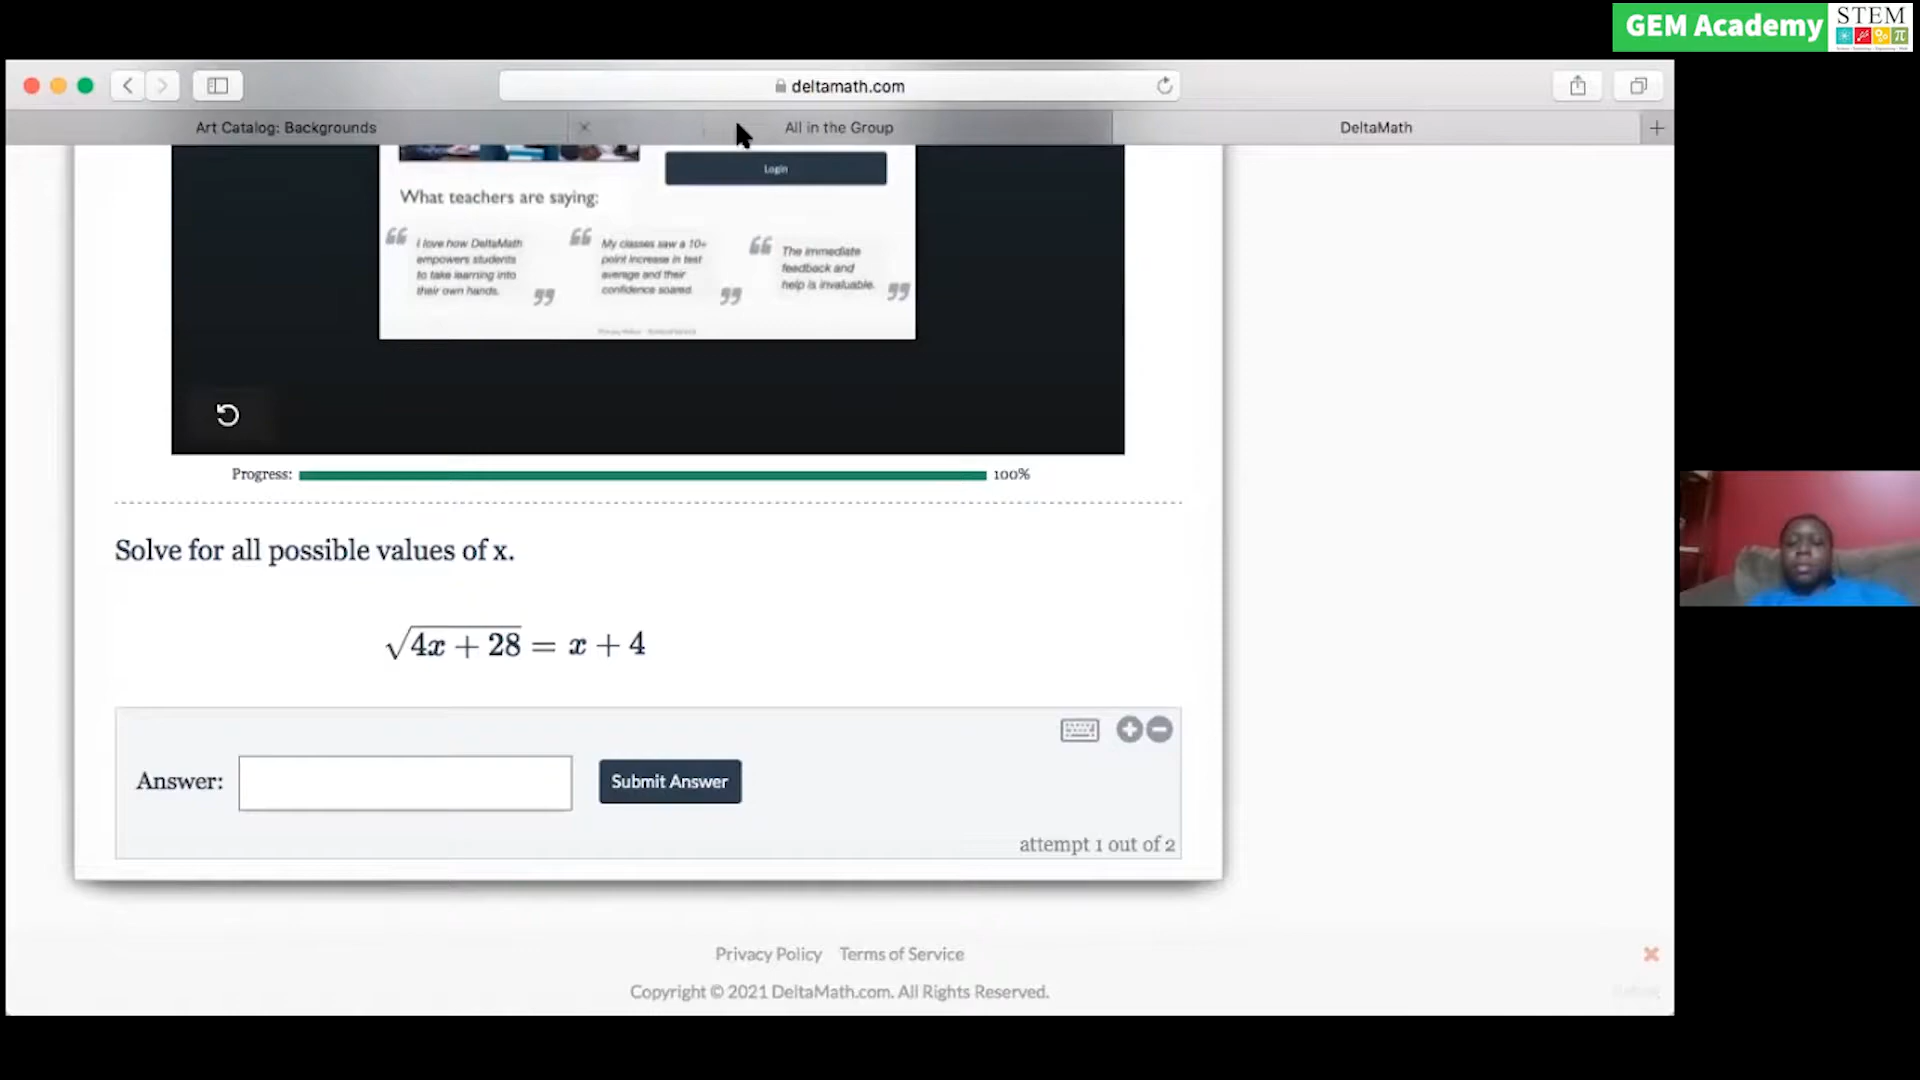 GEM Academy
STEM
deltamath.com
Art Catalog: Backgrounds
All in the Group
DeltaMath
Login
What teachers are saying:
I love how DeltaMath
empowers students
to take learning into
their own hands.
My classes saw a 10+
point increase in test
average and their
confidence soared.
The immediate
feedback and
help is invaluable.
Progress:
100%
Solve for all possible values of x.
√4x + 28 = x + 4
Answer:
Submit Answer
attempt 1 out of 2
Privacy Policy
Terms of Service
Copyright © 2021 DeltaMath.com. All Rights Reserved.